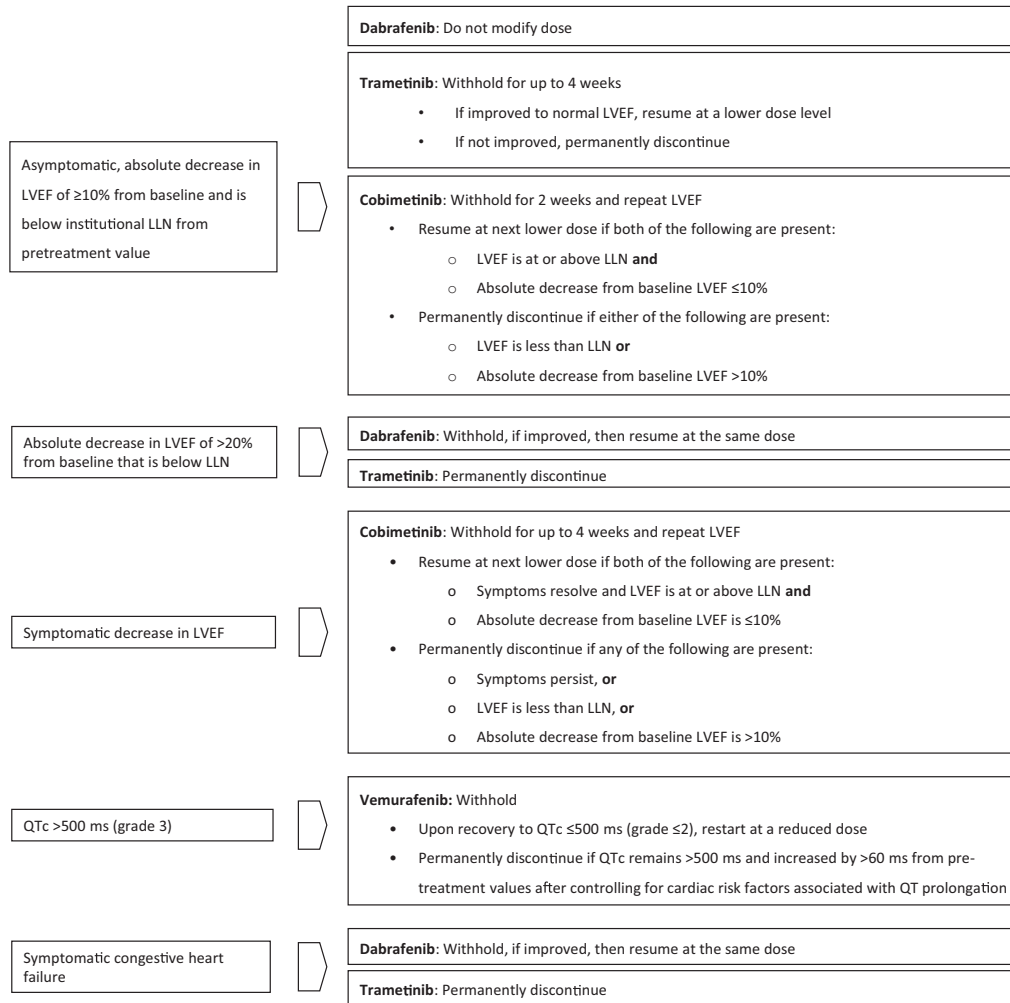 Dabrafenib: Do not modify dose
Trametinib: Withhold for up to 4 weeks
• If improved to normal LVEF, resume at a lower dose level
• If not improved, permanently discontinue
Asymptomatic, absolute decrease in
LVEF of ≥10% from baseline and is
below institutional LLN from
pretreatment value
Cobimetinib: Withhold for 2 weeks and repeat LVEF
• Resume at next lower dose if both of the following are present:
o LVEF is at or above LLN and
o Absolute decrease from baseline LVEF ≤10%
• Permanently discontinue if either of the following are present:
o LVEF is less than LLN or
o Absolute decrease from baseline LVEF >10%
Absolute decrease in LVEF of >20%
from baseline that is below LLN
Dabrafenib: Withhold, if improved, then resume at the same dose
Trametinib: Permanently discontinue
Symptomatic decrease in LVEF
Cobimetinib: Withhold for up to 4 weeks and repeat LVEF
• Resume at next lower dose if both of the following are present:
o Symptoms resolve and LVEF is at or above LLN and
o Absolute decrease from baseline LVEF is ≤10%
• Permanently discontinue if any of the following are present:
o Symptoms persist, or
o LVEF is less than LLN, or
o Absolute decrease from baseline LVEF is >10%
QTc >500 ms (grade 3)
Vemurafenib: Withhold
• Upon recovery to QTc ≤500 ms (grade ≤2), restart at a reduced dose
• Permanently discontinue if QTc remains >500 ms and increased by >60 ms from pre-
treatment values after controlling for cardiac risk factors associated with QT prolongation
Symptomatic congestive heart
failure
Dabrafenib: Withhold, if improved, then resume at the same dose
Trametinib: Permanently discontinue